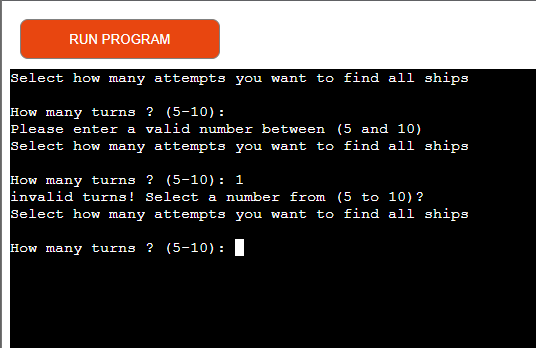 RUN PROGRAM
Select how many attempts you want to find all ships
How many turns ? (5-10):
Please enter a valid number between (5 and 10)
Select how many attempts you want to find all ships
How many turns ? (5-10): 1
invalid turns! Select a number from (5 to 10)?
Select how many attempts you want to find all ships
How many turns ? (5-10):